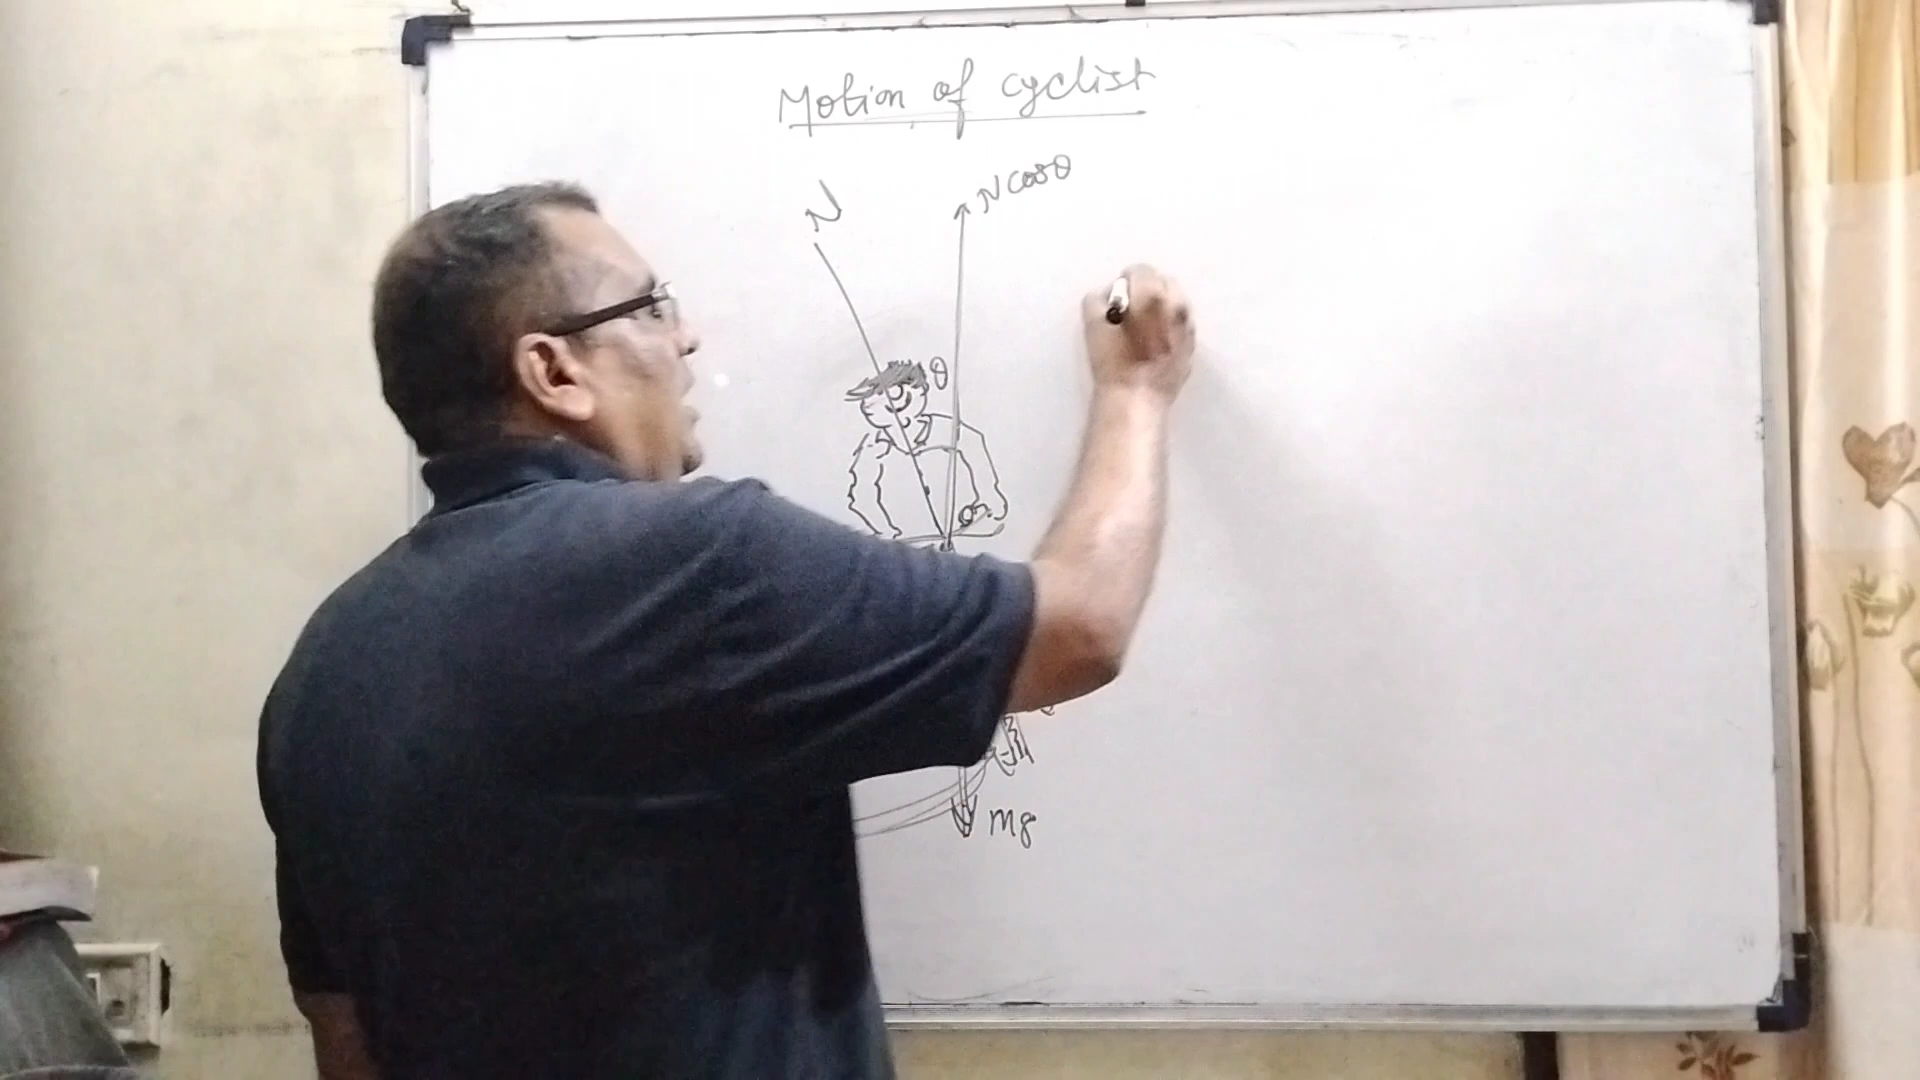 Motion of cyclist
N
N cosθ
θ
mg